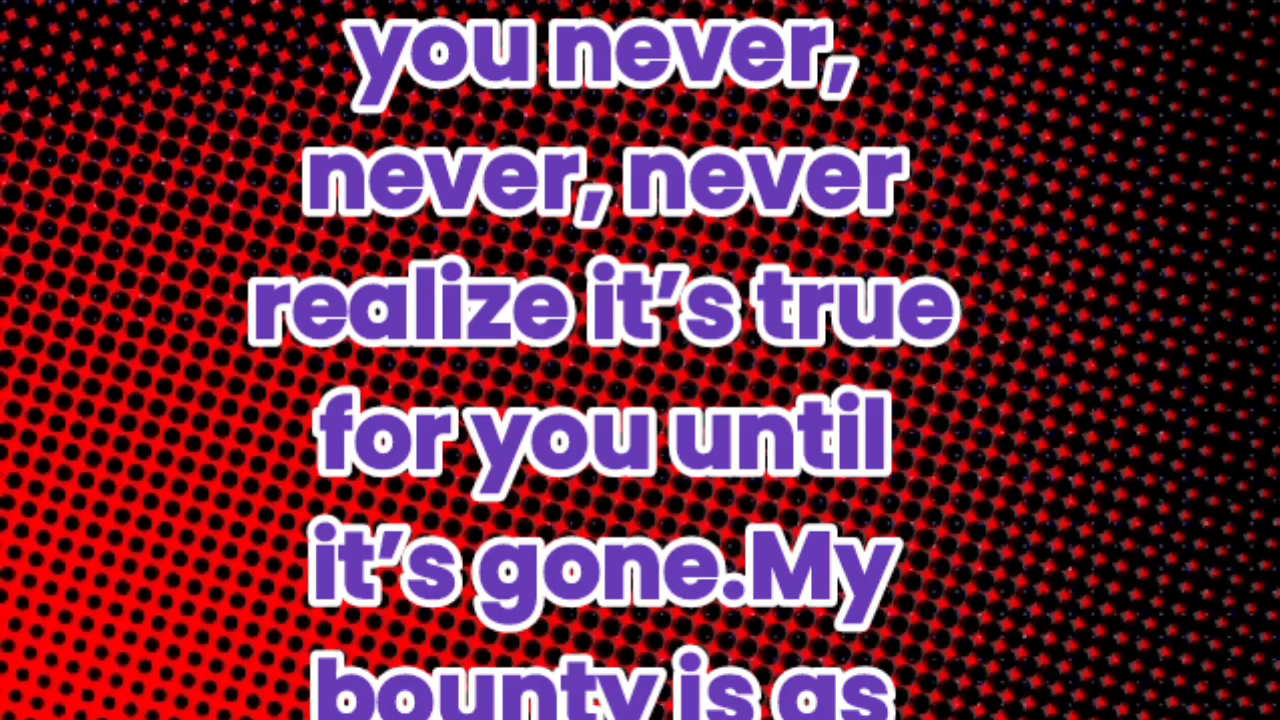 you never,
never, never
realize it’s true
for you until
it’s gone.My
bounty is as